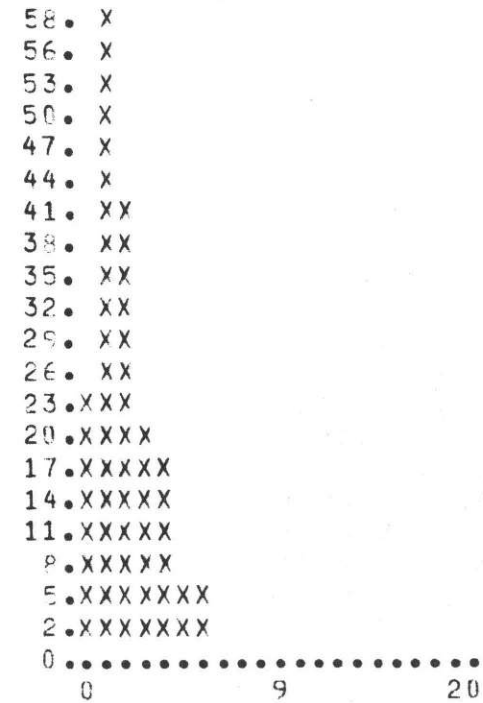 58. X
56. X
53. X
50. X
47. X
44. X
41. XX
38. XX
35. XX
32. XX
29. XX
26. XX
23.XXX
20.XXXX
17.XXXXX
14.XXXXX
11.XXXXX
8.XXXXX
5.XXXXXXX
2.XXXXXXX
0......................
0 9 20